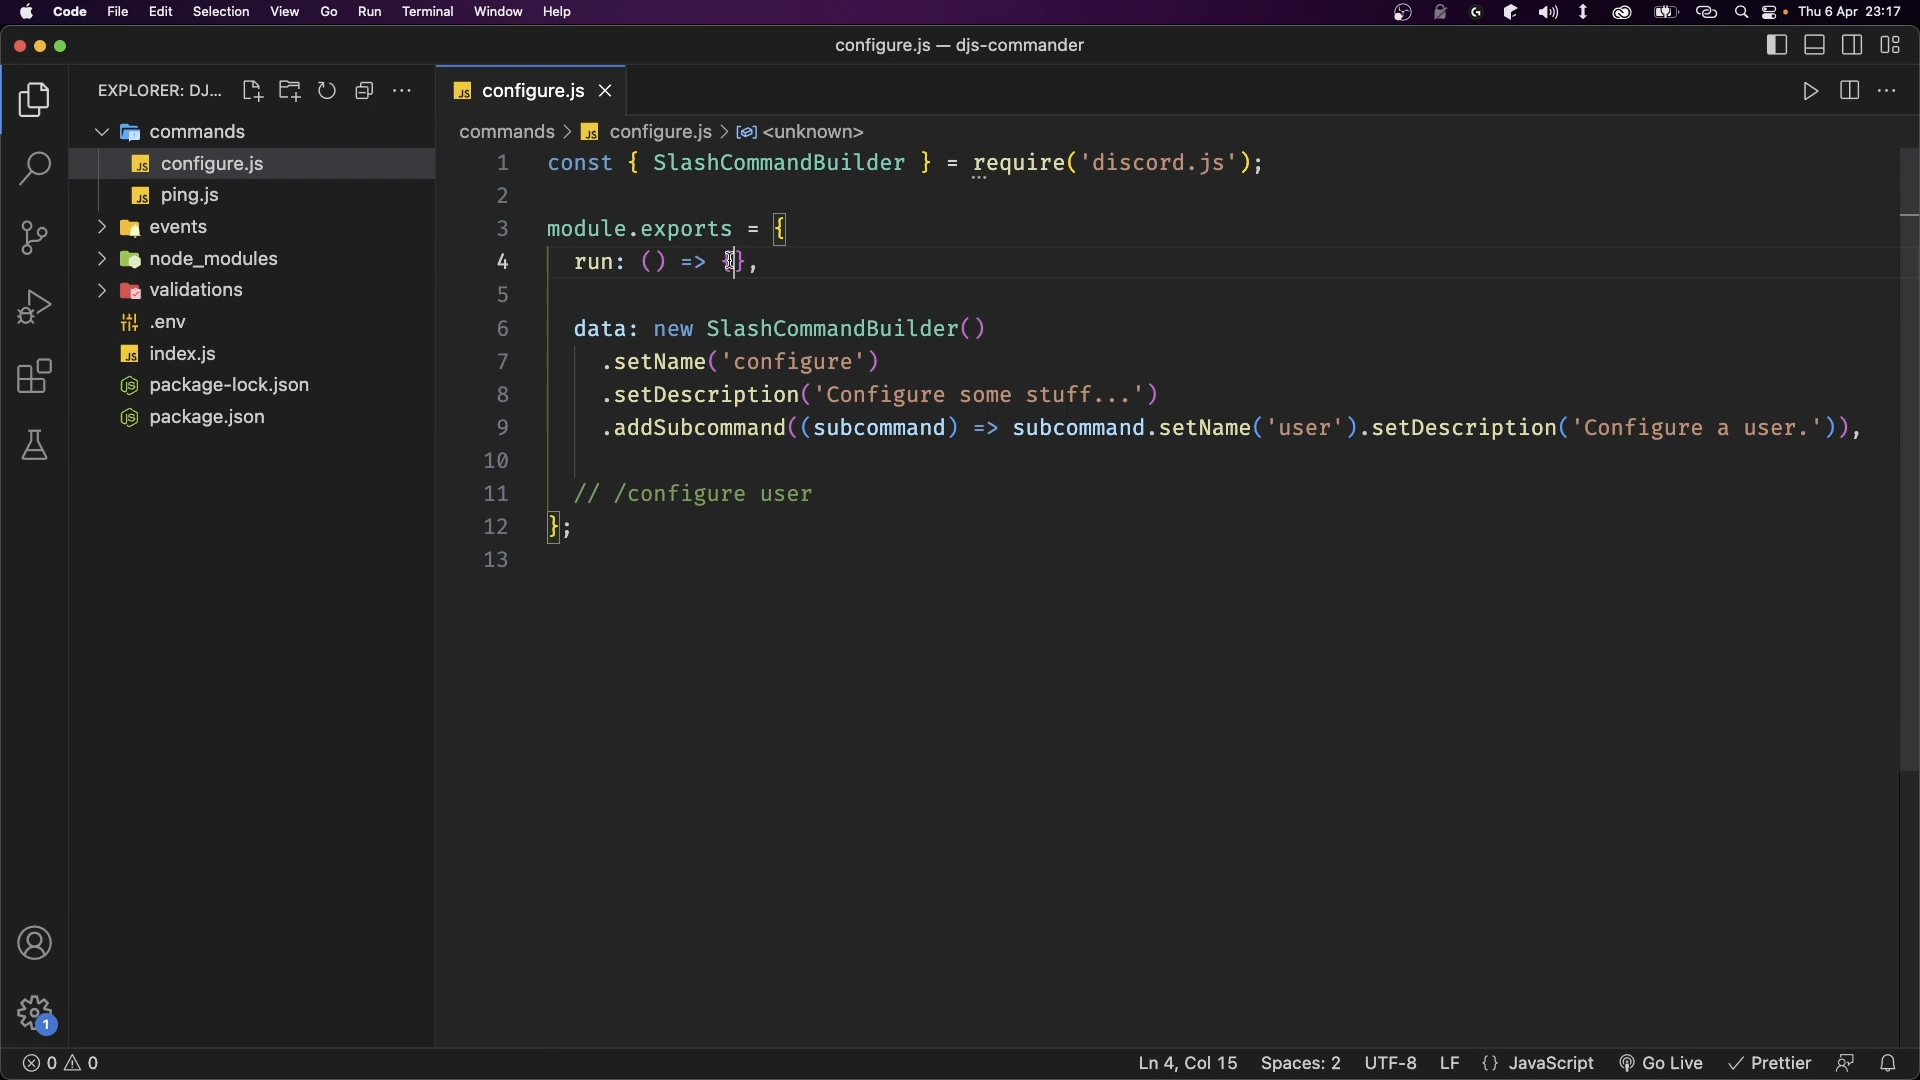 Code File Edit Selection View Go Run Terminal Window Help Thu 6 Apr 23:17
configure.js — djs-commander
EXPLORER: DJ...
configure.js
commands
configure.js
ping.js
events
node_modules
validations
.env
index.js
package-lock.json
package.json
commands > configure.js > <unknown>
1 const { SlashCommandBuilder } = require('discord.js');
2
3 module.exports = {
4 run: () => {},
5
6 data: new SlashCommandBuilder()
7 .setName('configure')
8 .setDescription('Configure some stuff...')
9 .addSubcommand((subcommand) => subcommand.setName('user').setDescription('Configure a user.')),
10
11 // /configure user
12 };
13
1
0 0 Ln 4, Col 15 Spaces: 2 UTF-8 LF {} JavaScript Go Live Prettier